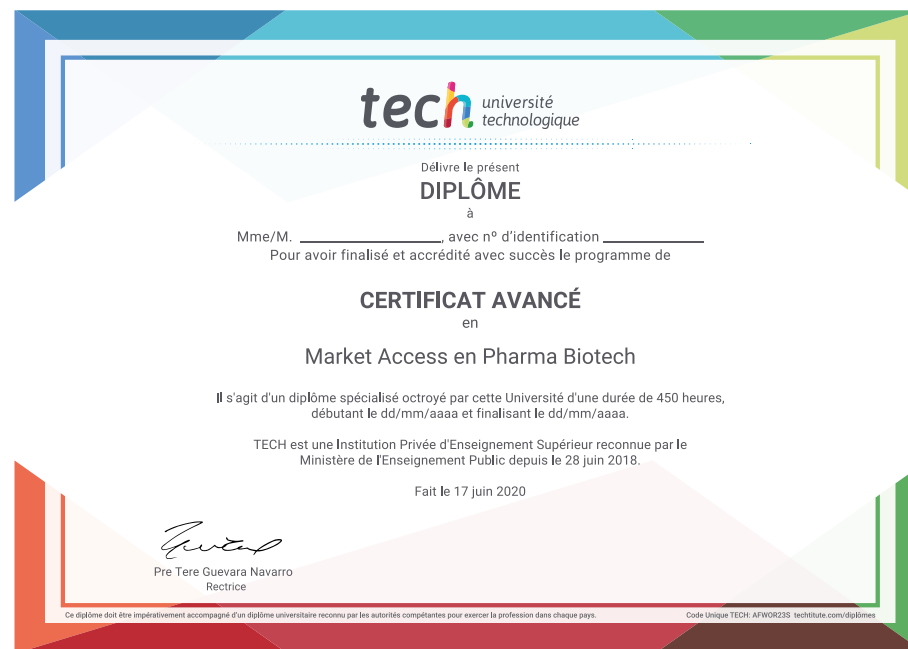 tech université
technologique
Délivre le présent
DIPLÔME
à
Mme/M. ____________________, avec nº d'identification ______________
Pour avoir finalisé et accrédité avec succès le programme de
CERTIFICAT AVANCÉ
en
Market Access en Pharma Biotech
Il s'agit d'un diplôme spécialisé octroyé par cette Université d'une durée de 450 heures,
débutant le dd/mm/aaaa et finalisant le dd/mm/aaaa.
TECH est une Institution Privée d'Enseignement Supérieur reconnue par le
Ministère de l'Enseignement Public depuis le 28 juin 2018.
Fait le 17 juin 2020
Pre Tere Guevara Navarro
Rectrice
Ce diplôme doit être impérativement accompagné d'un diplôme universitaire reconnu par les autorités compétentes pour exercer la profession dans chaque pays.
Code Unique TECH: AFWOR23S techtitute.com/diplômes